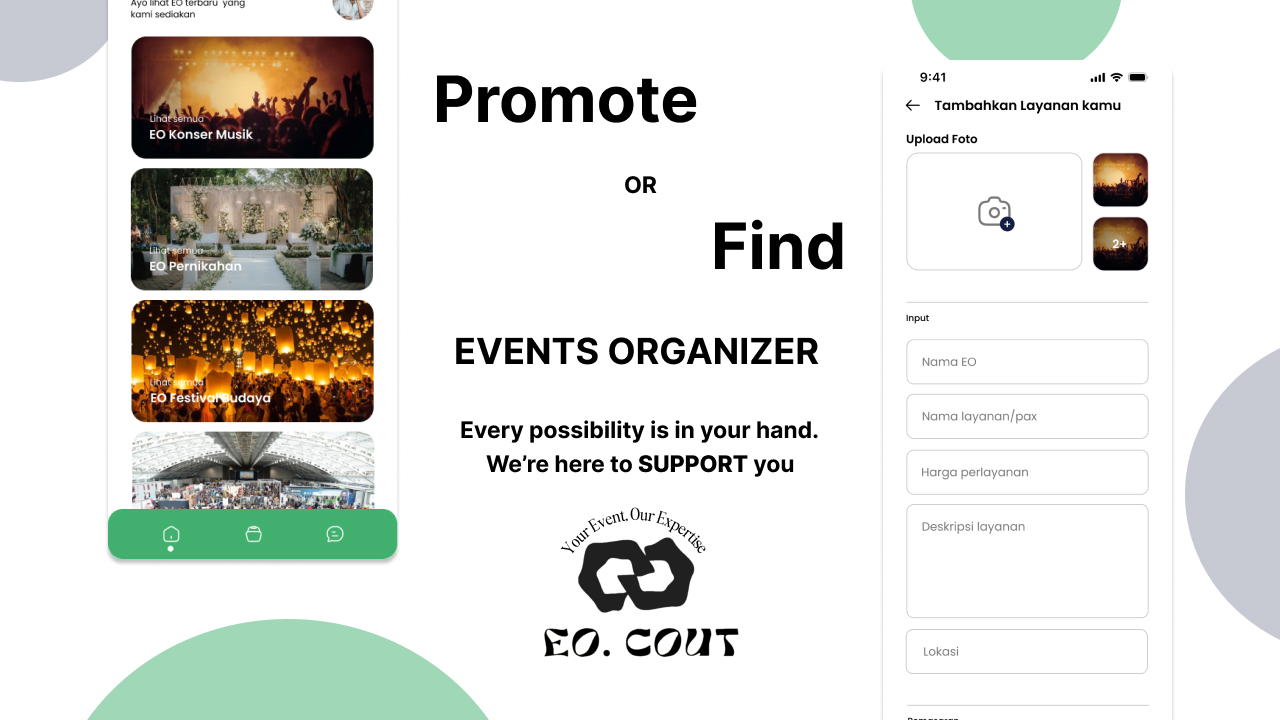 Ayo lihat EO terbaru yang
kami sediakan
Lihat semua
EO Konser Musik
Lihat semua
EO Pernikahan
Lihat semua
EO Festival Budaya
Promote
OR
Find
EVENTS ORGANIZER
Every possibility is in your hand.
We're here to SUPPORT you
Your Event. Our Expertise
EO. COUT
9:41
Tambahkan Layanan kamu
Upload Foto
2+
Input
Nama EO
Nama layanan/pax
Harga perlayanan
Deskripsi layanan
Lokasi